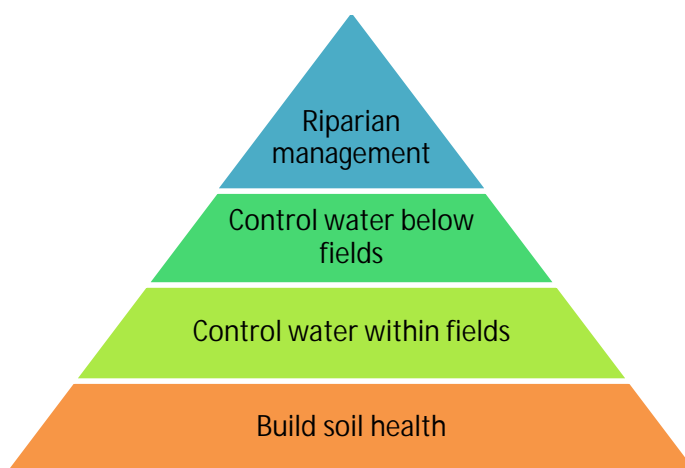 Riparian
management
Control water below
fields
Control water within fields
Build soil health